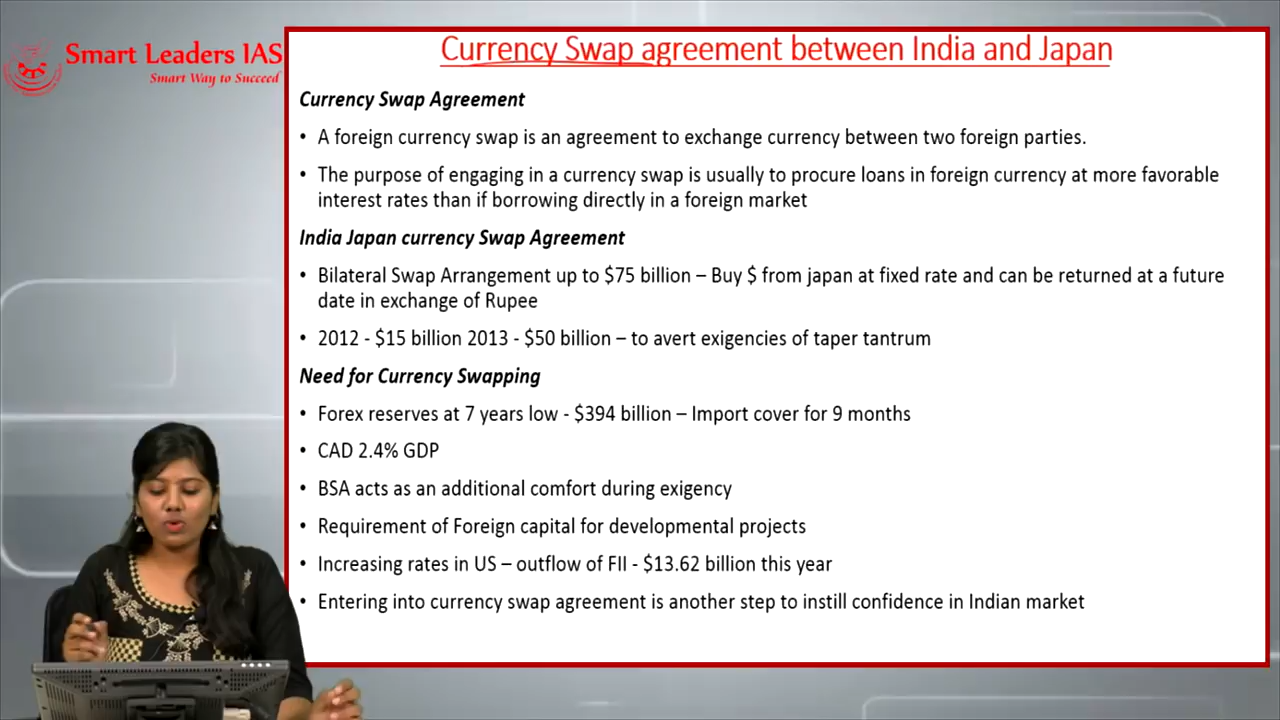 Smart Leaders IAS
Smart Way to Succeed
Currency Swap agreement between India and Japan
Currency Swap Agreement
• A foreign currency swap is an agreement to exchange currency between two foreign parties.
• The purpose of engaging in a currency swap is usually to procure loans in foreign currency at more favorable
interest rates than if borrowing directly in a foreign market
India Japan currency Swap Agreement
• Bilateral Swap Arrangement up to $75 billion – Buy $ from japan at fixed rate and can be returned at a future
date in exchange of Rupee
• 2012 - $15 billion 2013 - $50 billion – to avert exigencies of taper tantrum
Need for Currency Swapping
• Forex reserves at 7 years low - $394 billion – Import cover for 9 months
• CAD 2.4% GDP
• BSA acts as an additional comfort during exigency
• Requirement of Foreign capital for developmental projects
• Increasing rates in US – outflow of FII - $13.62 billion this year
• Entering into currency swap agreement is another step to instill confidence in Indian market